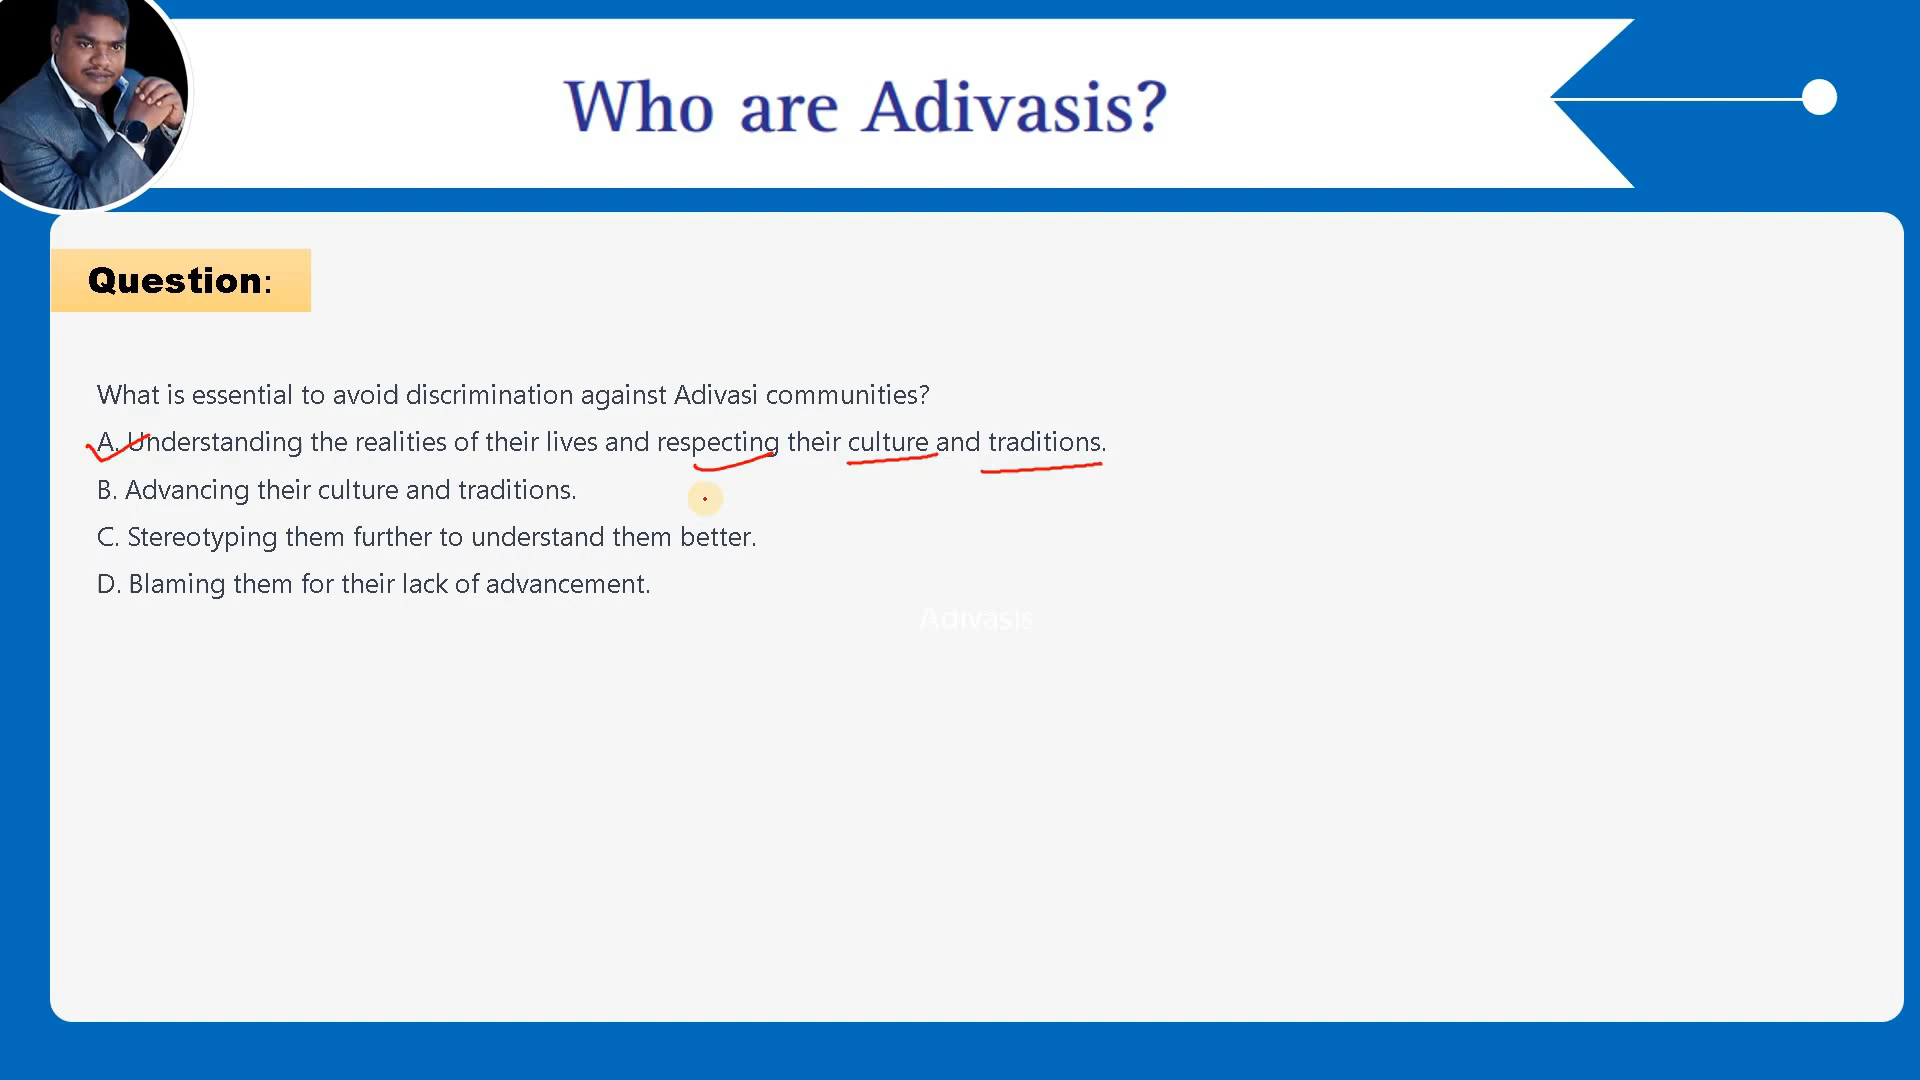 Who are Adivasis?
Question:
What is essential to avoid discrimination against Adivasi communities?
A. Understanding the realities of their lives and respecting their culture and traditions.
B. Advancing their culture and traditions.
C. Stereotyping them further to understand them better.
D. Blaming them for their lack of advancement.
Adivasis